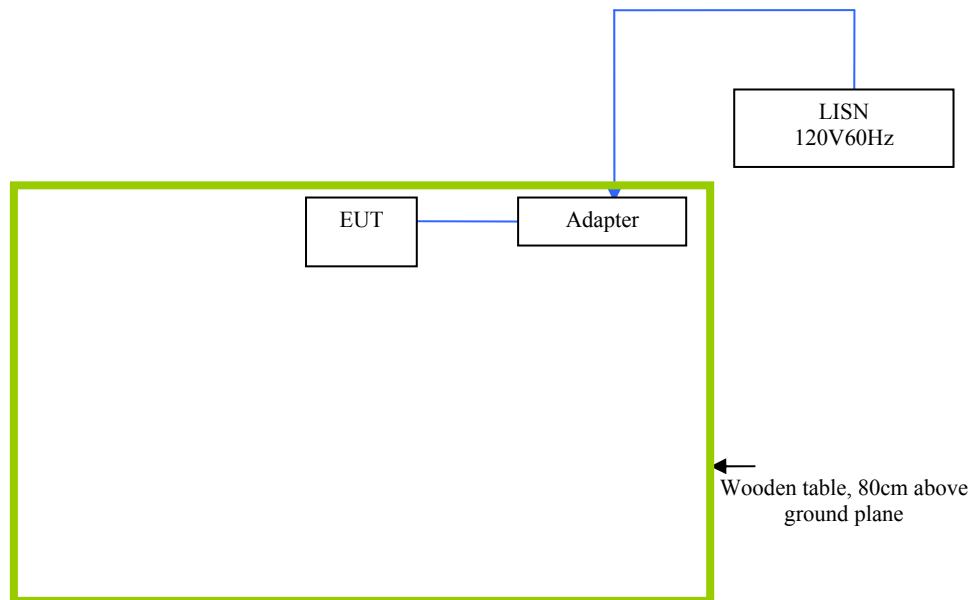 LISN
120V60Hz
EUT
Adapter
Wooden table, 80cm above
ground plane